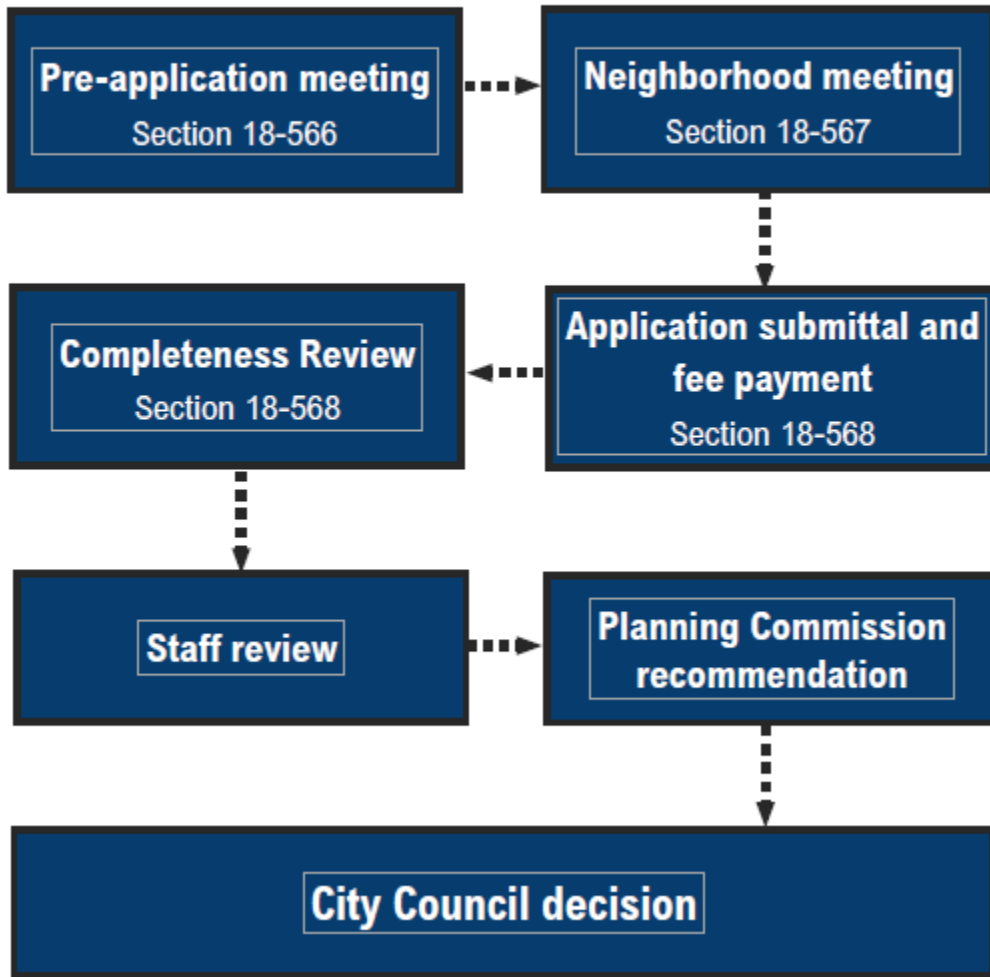 Pre-application meeting
Section 18-566
Neighborhood meeting
Section 18-567
Application submittal and
fee payment
Section 18-568
Completeness Review
Section 18-568
Staff review
Planning Commission
recommendation
City Council decision